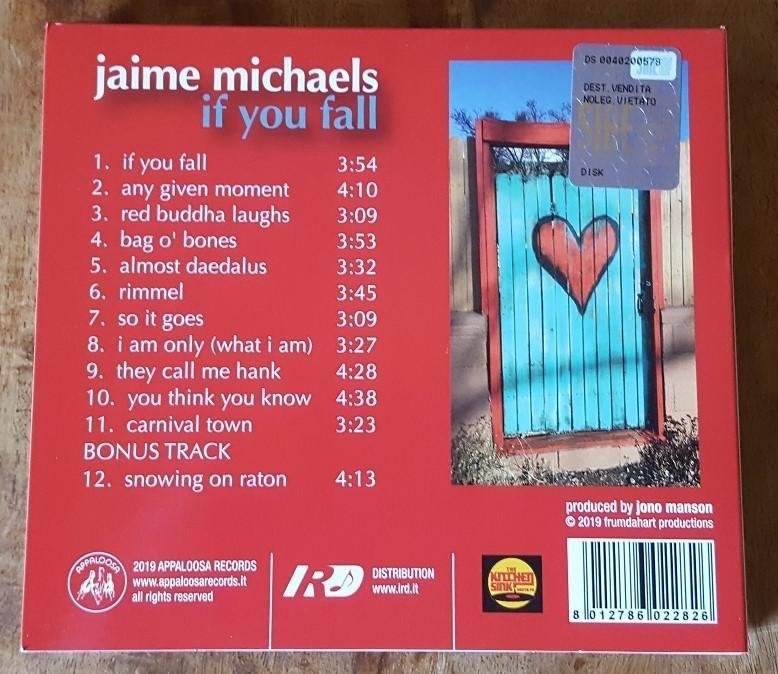 jaime michaels
if you fall
1. if you fall 3:54
2. any given moment 4:10
3. red buddha laughs 3:09
4. bag o' bones 3:53
5. almost daedalus 3:32
6. rimmel 3:45
7. so it goes 3:09
8. i am only (what i am) 3:27
9. they call me hank 4:28
10. you think you know 4:38
11. carnival town 3:23
BONUS TRACK
12. snowing on raton 4:13
DS 0040200578
DEST.VENDITA
NOLEG.VIETATO
SIAE
DISK
produced by jono manson
© 2019 frumdahart productions
APPALOOSA
2019 APPALOOSA RECORDS
www.appaloosarecords.it
all rights reserved
IRD
DISTRIBUTION
www.ird.it
THE
KITCHEN
SINK
8 012786 022826